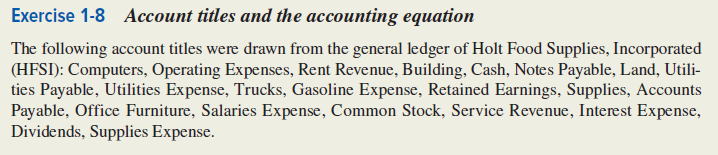 Exercise 1-8 Account titles and the accounting equation
The following account titles were drawn from the general ledger of Holt Food Supplies, Incorporated
(HFSI): Computers, Operating Expenses, Rent Revenue, Building, Cash, Notes Payable, Land, Utili-
ties Payable, Utilities Expense, Trucks, Gasoline Expense, Retained Earnings, Supplies, Accounts
Payable, Office Furniture, Salaries Expense, Common Stock, Service Revenue, Interest Expense,
Dividends, Supplies Expense.